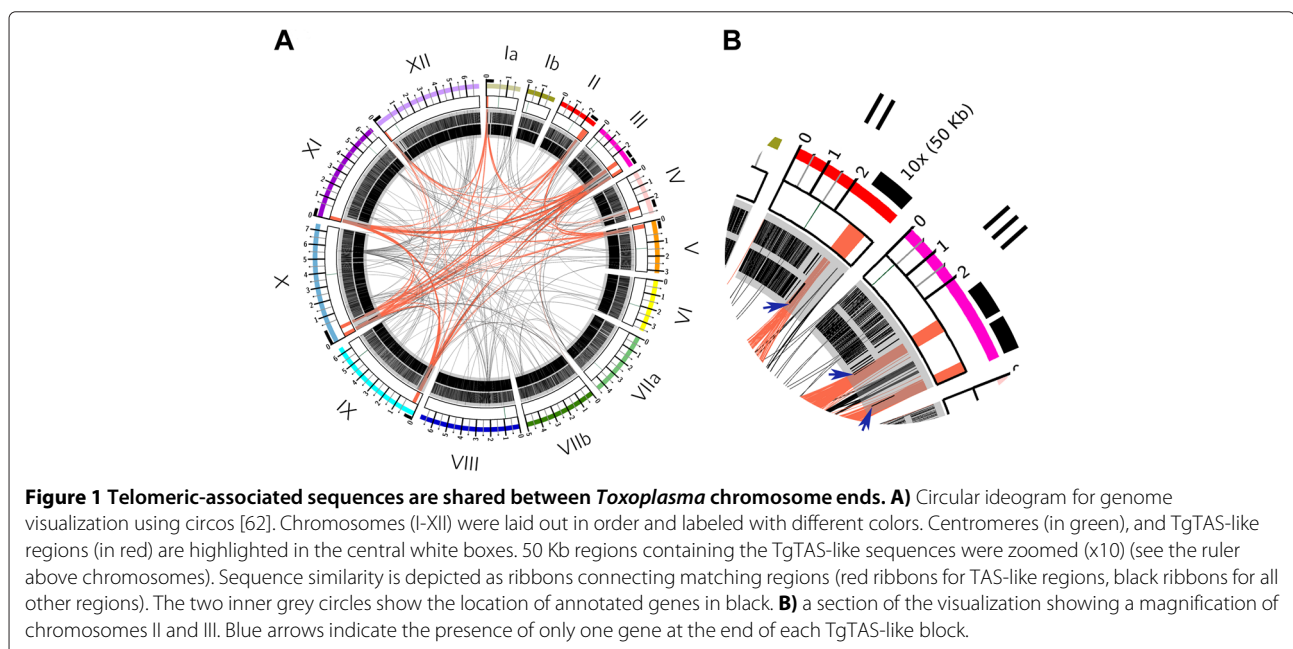 A
B
XII
Ia
Ib
II
III
IV
V
VI
VIIa
VIIb
VIII
IX
X
XI
II
10x (50 Kb)
0 1 2
III
0 1 2
Figure 1 Telomeric-associated sequences are shared between Toxoplasma chromosome ends. A) Circular ideogram for genome
visualization using circos [62]. Chromosomes (I-XII) were laid out in order and labeled with different colors. Centromeres (in green), and TgTAS-like
regions (in red) are highlighted in the central white boxes. 50 Kb regions containing the TgTAS-like sequences were zoomed (x10) (see the ruler
above chromosomes). Sequence similarity is depicted as ribbons connecting matching regions (red ribbons for TAS-like regions, black ribbons for all
other regions). The two inner grey circles show the location of annotated genes in black. B) a section of the visualization showing a magnification of
chromosomes II and III. Blue arrows indicate the presence of only one gene at the end of each TgTAS-like block.